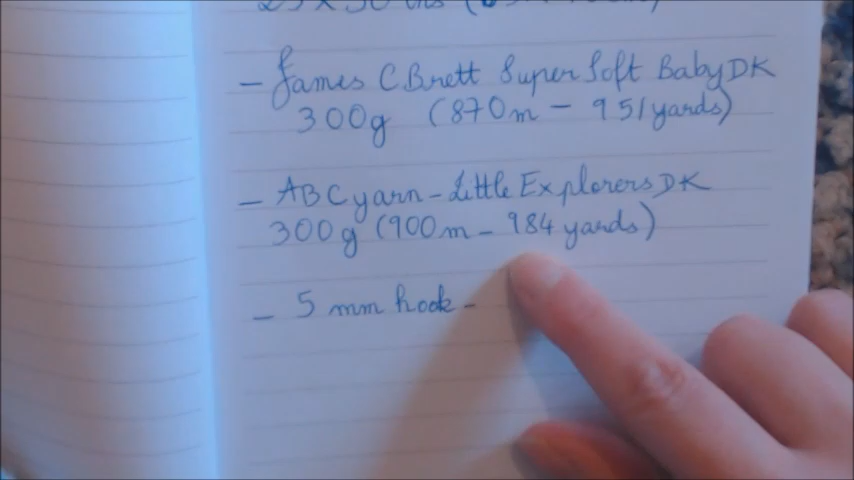 - James C Brett Super Soft Baby DK
300g (870m - 951 yards)
- ABC yarn - Little Explorers DK
300g (900m - 984 yards)
- 5 mm hook -